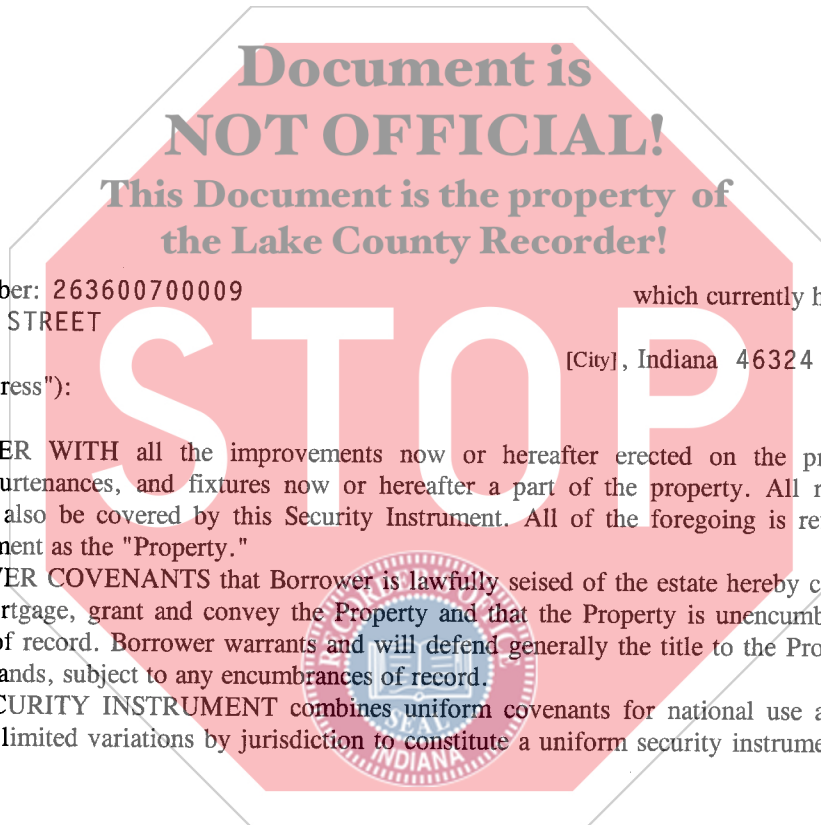 Document is
NOT OFFICIAL!
This Document is the property of
the Lake County Recorder!
ber: 263600700009 which currently h
STREET
[City], Indiana 46324
ress"):
STOP
ER WITH all the improvements now or hereafter erected on the pr
urtenances, and fixtures now or hereafter a part of the property. All r
also be covered by this Security Instrument. All of the foregoing is re
ment as the "Property."
ER COVENANTS that Borrower is lawfully seised of the estate hereby c
rtgage, grant and convey the Property and that the Property is unencumb
of record. Borrower warrants and will defend generally the title to the Pro
ands, subject to any encumbrances of record.
CURITY INSTRUMENT combines uniform covenants for national use a
limited variations by jurisdiction to constitute a uniform security instrume
RECORDER OFFICE
SEAL
INDIANA